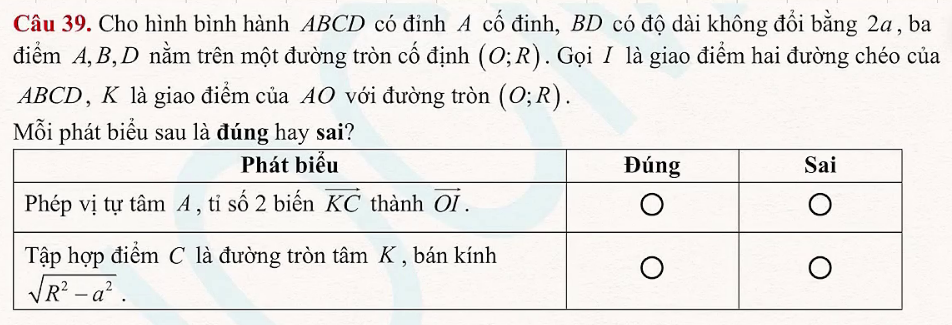 Câu 39. Cho hình bình hành ABCD có đỉnh A cố đinh, BD có độ dài không đổi bằng 2a, ba
điểm A, B, D nằm trên một đường tròn cố định (O;R). Gọi I là giao điểm hai đường chéo của
ABCD, K là giao điểm của AO với đường tròn (O;R).
Mỗi phát biểu sau là đúng hay sai?
Phát biểu Đúng Sai
Phép vị tự tâm A, tỉ số 2 biến \overrightarrow{KC} thành \overrightarrow{OI}.
Tập hợp điểm C là đường tròn tâm K, bán kính
\sqrt{R^2 - a^2}.